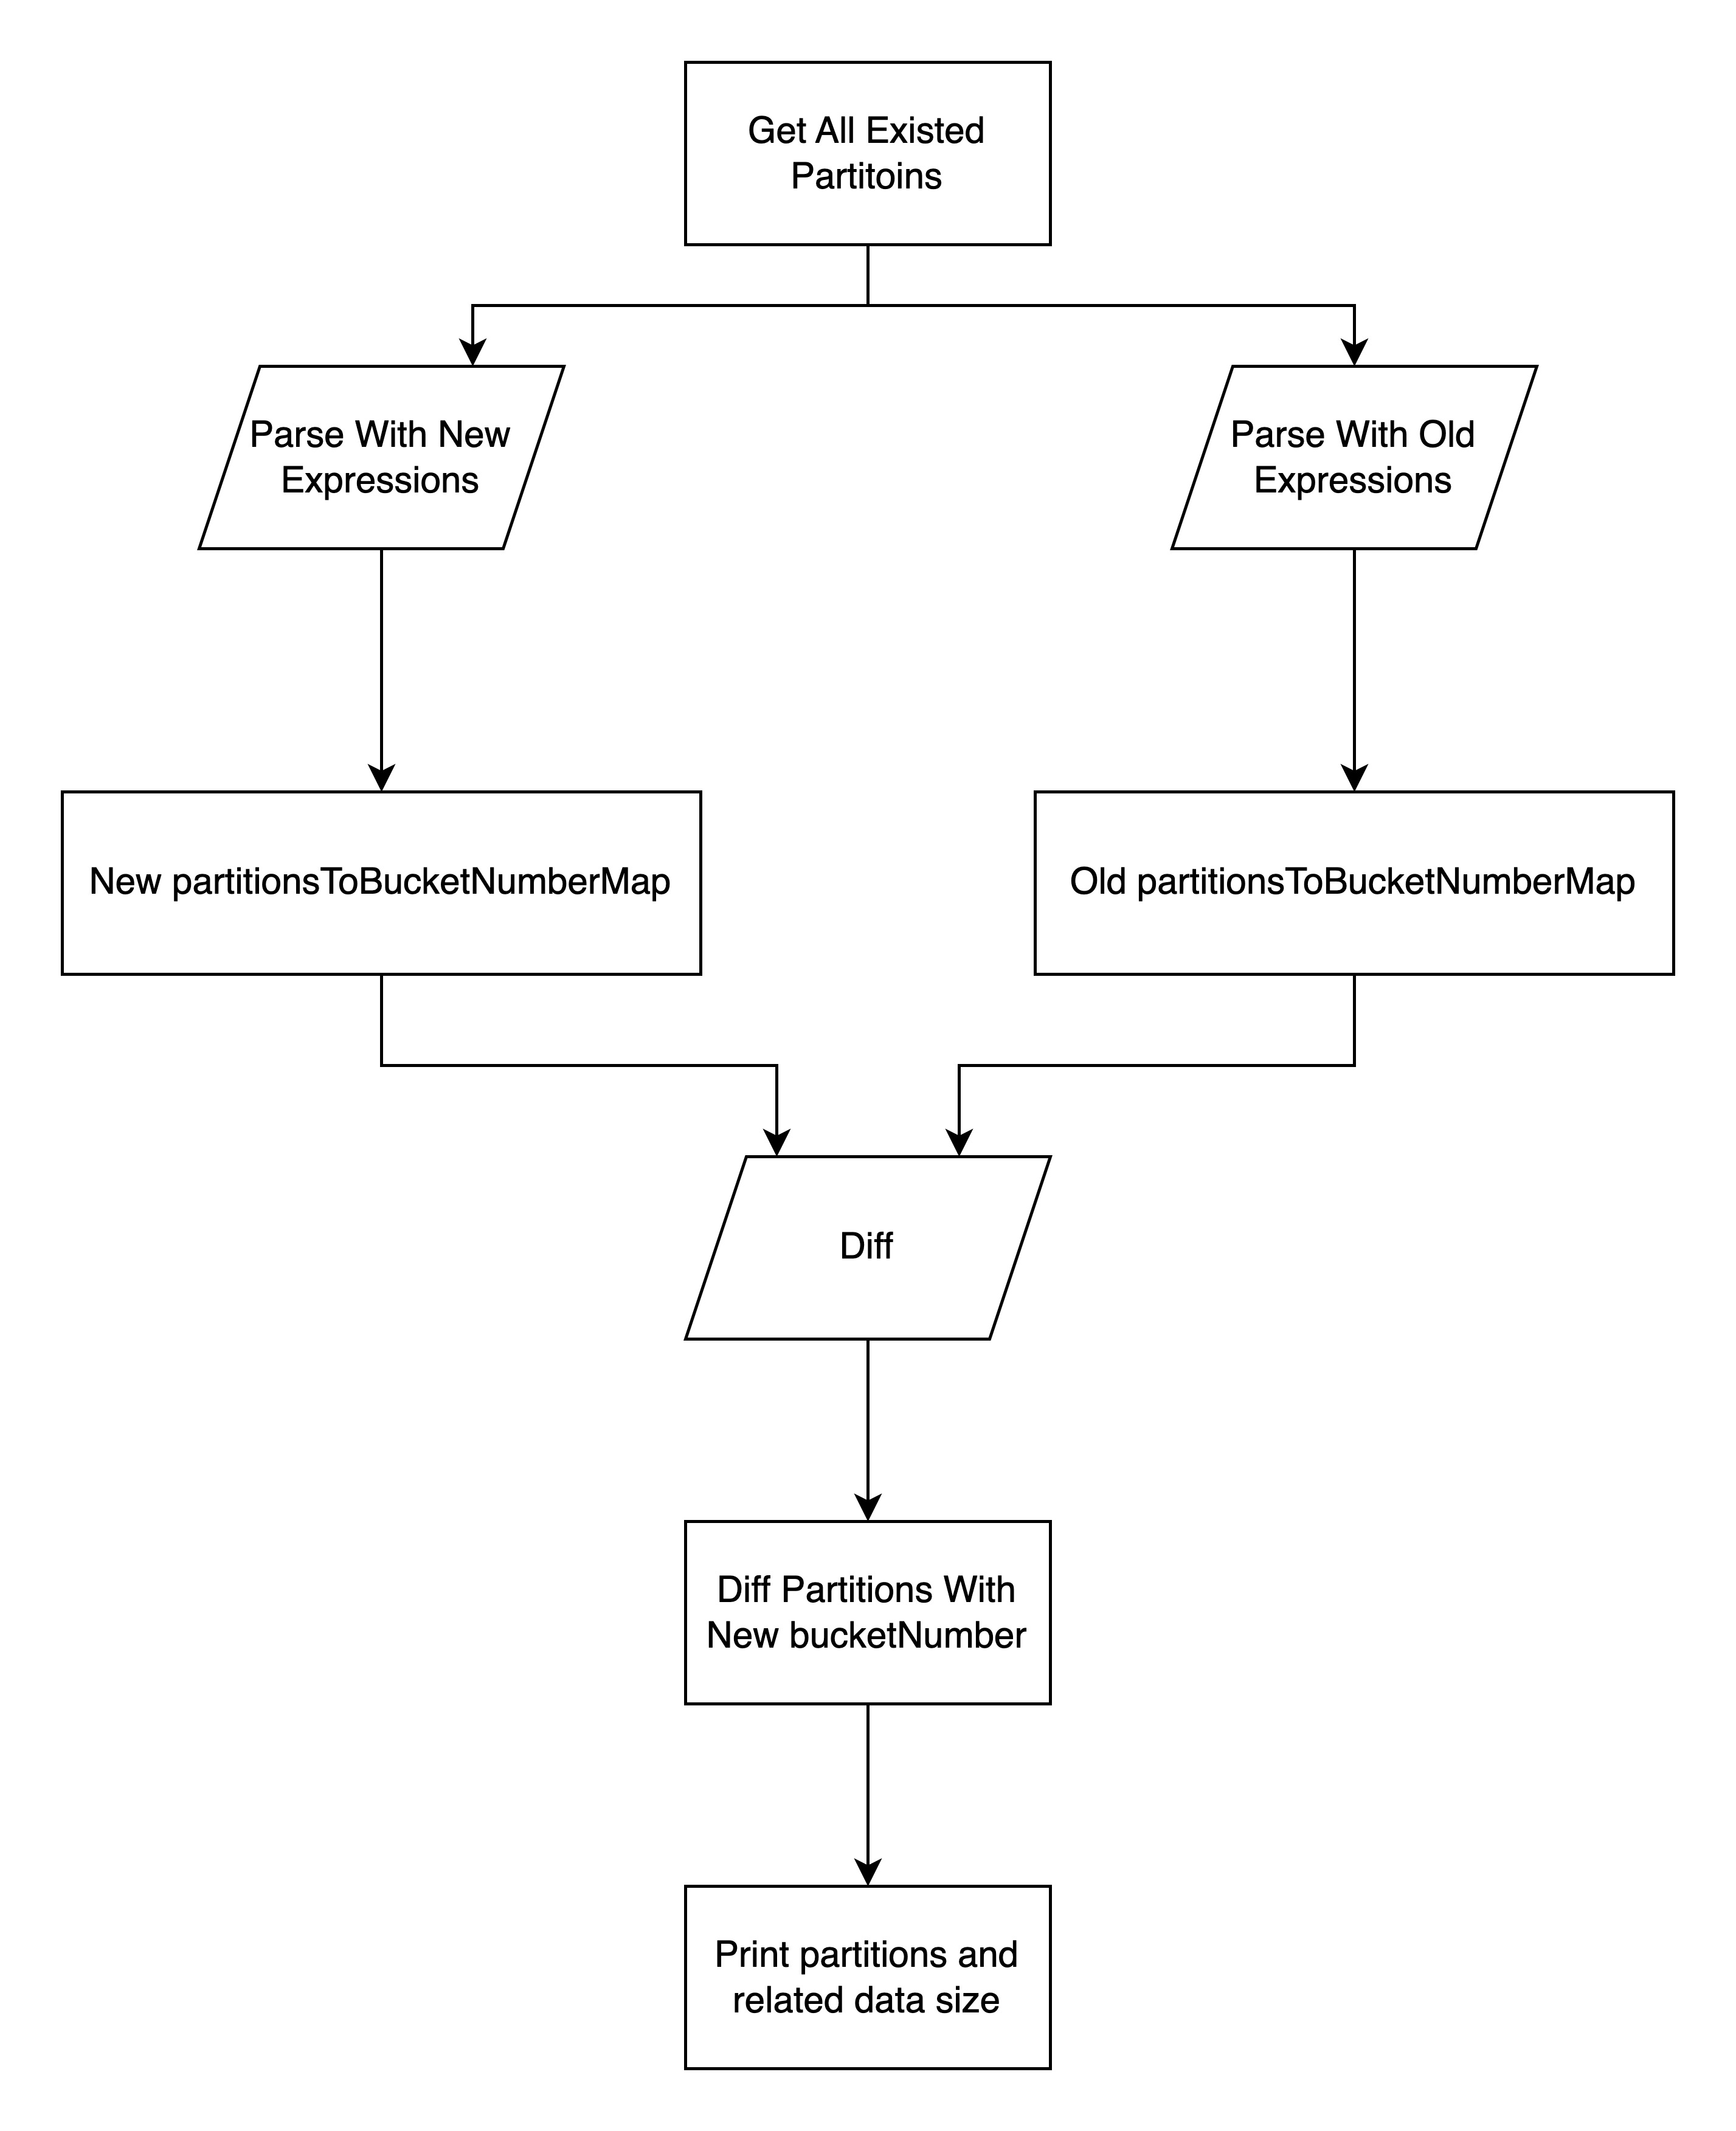 Get All Existed
Partitoins
Parse With New
Expressions
Parse With Old
Expressions
New partitionsToBucketNumberMap
Old partitionsToBucketNumberMap
Diff
Diff Partitions With
New bucketNumber
Print partitions and
related data size